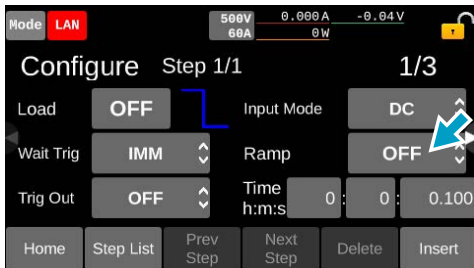 Mode LAN 500V 0.000A -0.04V
60A 0W
Configure Step 1/1 1/3
Load OFF Input Mode DC
Wait Trig IMM Ramp OFF
Trig Out OFF Time h:m:s 0 : 0 : 0.100
Home Step List Prev Step Next Step Delete Insert